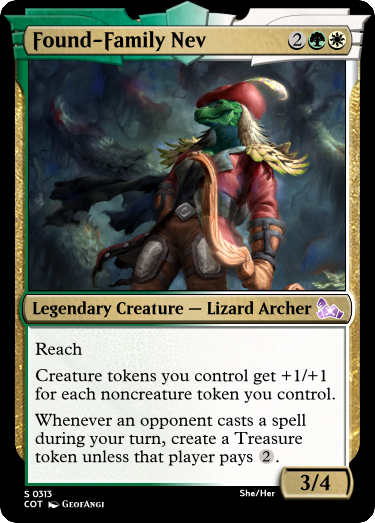 Found-Family Nev 2
Legendary Creature — Lizard Archer
Reach
Creature tokens you control get +1/+1
for each noncreature token you control.
Whenever an opponent casts a spell
during your turn, create a Treasure
token unless that player pays 2.
3/4
S 0313
She/Her
COT GeofAngi